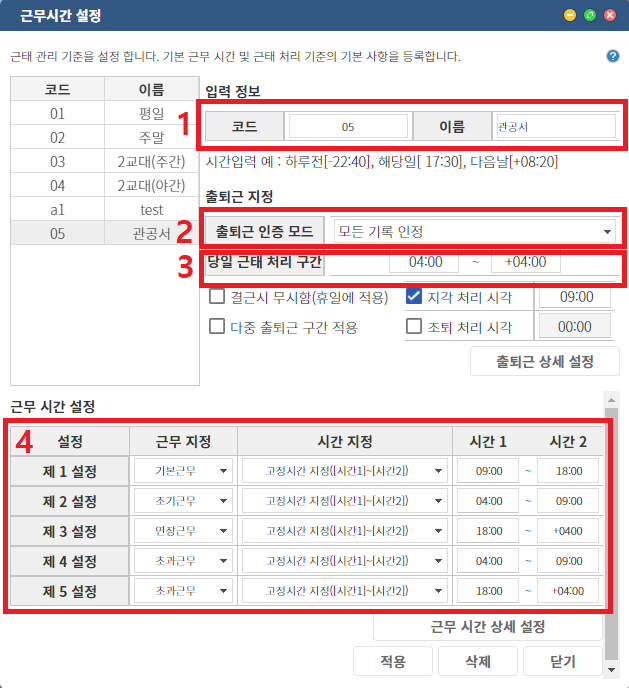 근무시간 설정
근태 관리 기준을 설정 합니다. 기본 근무 시간 및 근태 처리 기준의 기본 사항을 등록합니다. ?
코드 이름
01 평일
02 주말
03 2교대(주간)
04 2교대(야간)
a1 test
05 관공서
입력 정보
1 코드 05 이름 관공서
시간입력 예 : 하루전[-22:40], 해당일[ 17:30], 다음날[+08:20]
출퇴근 지정
2 출퇴근 인증 모드 모든 기록 인정
3 당일 근태 처리 구간 04:00 ~ +04:00
결근시 무시함(휴일에 적용) 지각 처리 시각 09:00
다중 출퇴근 구간 적용 조퇴 처리 시각 00:00
출퇴근 상세 설정
근무 시간 설정
4 설정 근무 지정 시간 지정 시간 1 시간 2
제 1 설정 기본근무 고정시간 지정([시간1]~[시간2]) 09:00 ~ 18:00
제 2 설정 조기근무 고정시간 지정([시간1]~[시간2]) 04:00 ~ 09:00
제 3 설정 연장근무 고정시간 지정([시간1]~[시간2]) 18:00 ~ +0400
제 4 설정 초과근무 고정시간 지정([시간1]~[시간2]) 04:00 ~ 09:00
제 5 설정 초과근무 고정시간 지정([시간1]~[시간2]) 18:00 ~ +04:00
근무 시간 상세 설정
적용 삭제 닫기